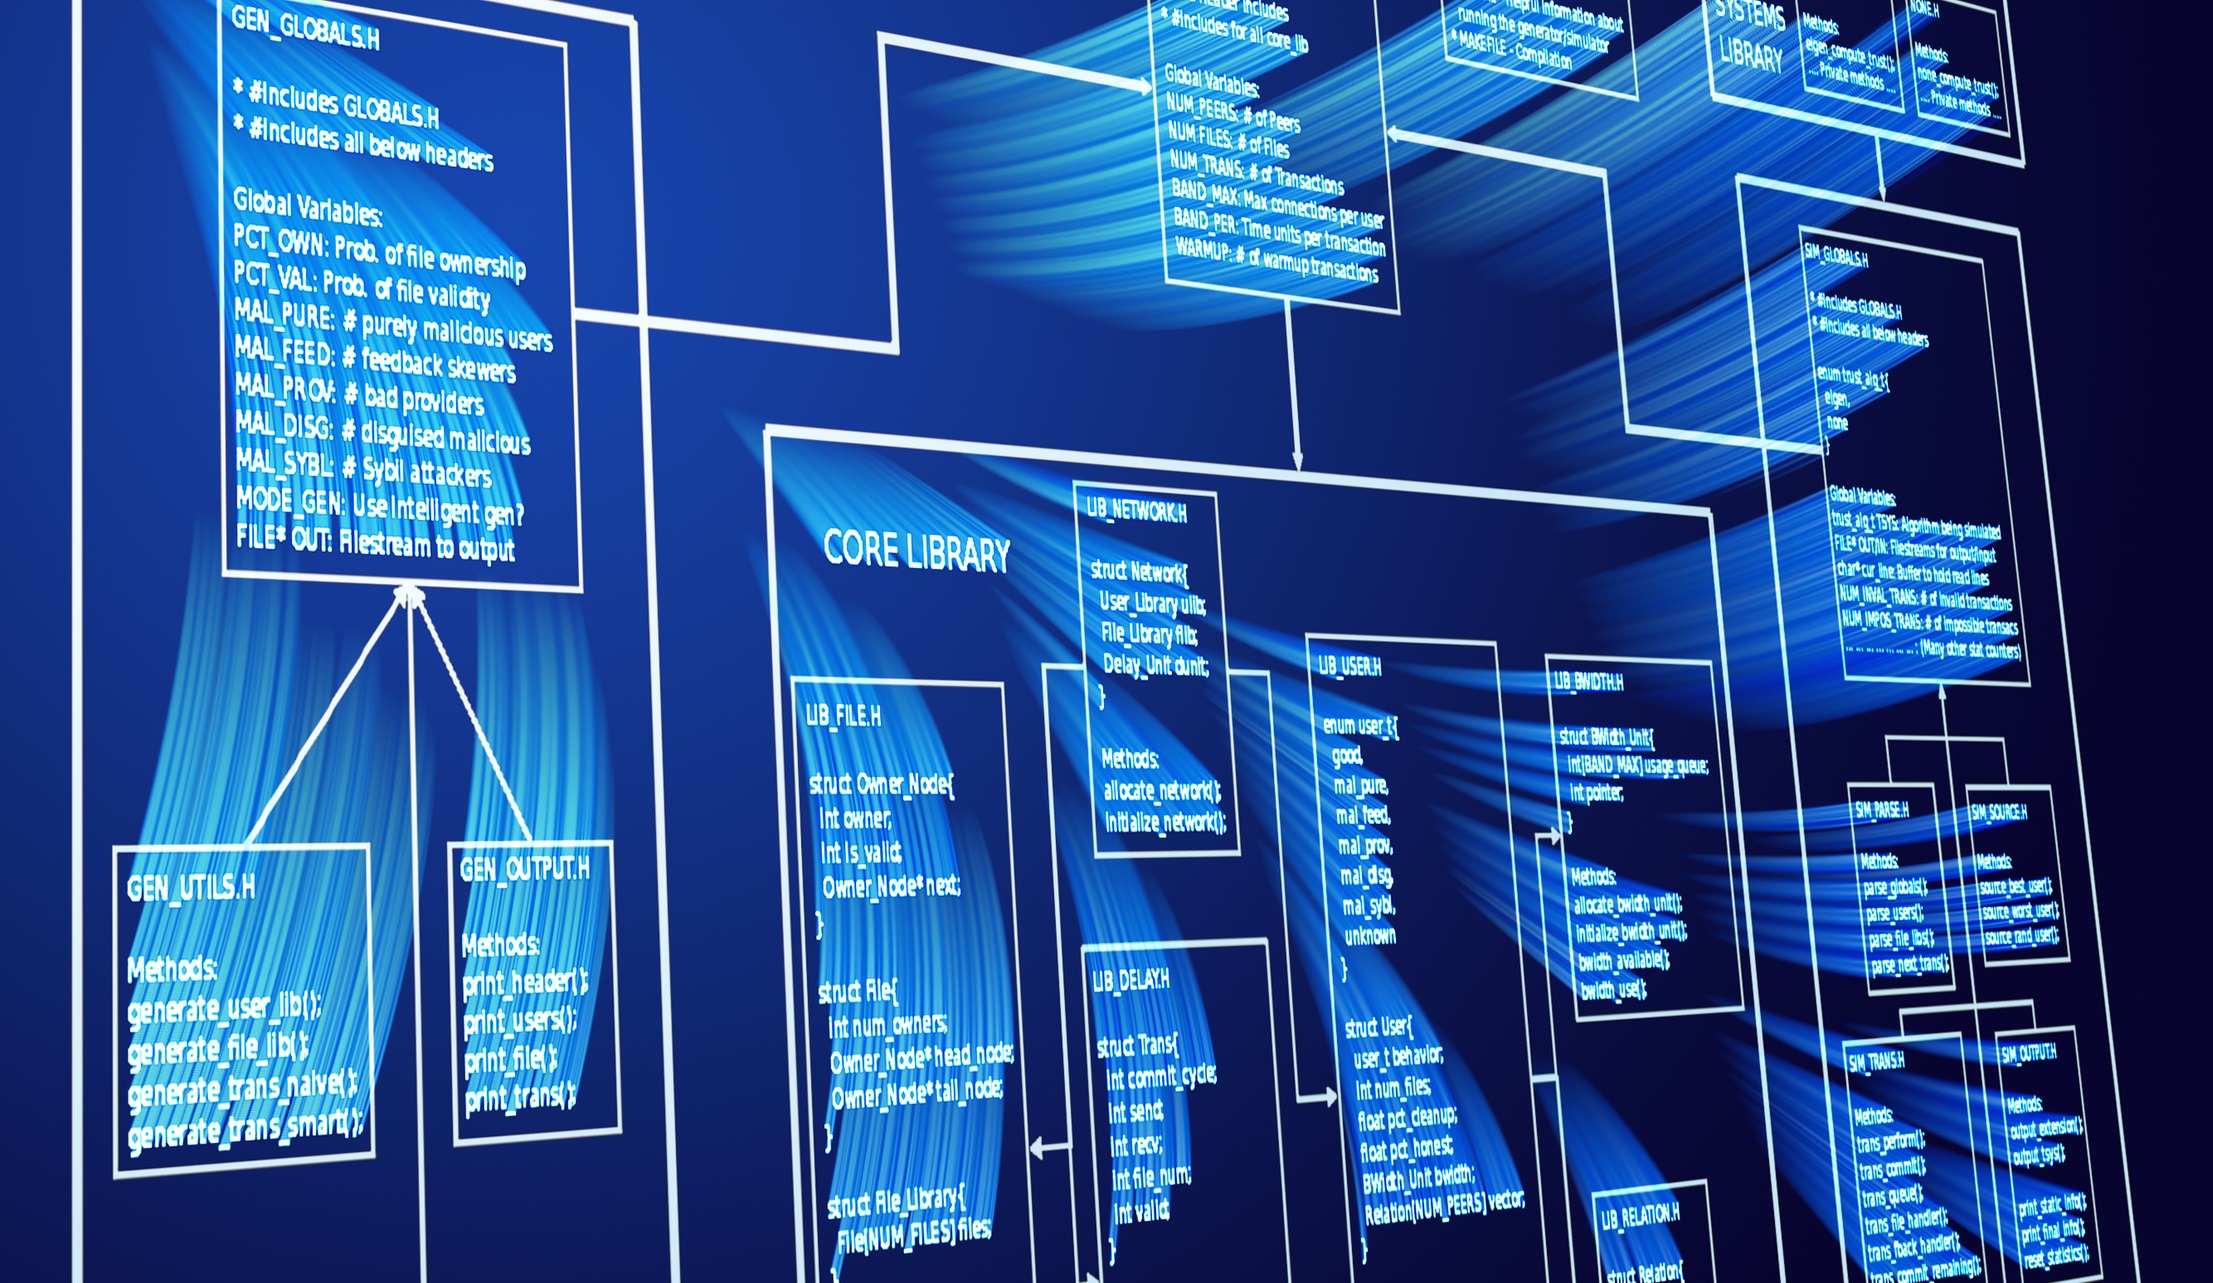 GEN_GLOBALS.H
* #Includes GLOBALS.H
* #Includes all below headers
Global Variables:
PCT_OWN: Prob. of file ownership
PCT_VAL: Prob. of file validity
MAL_PURE: # purely malicious users
MAL_FEED: # feedback skewers
MAL_PROV: # bad providers
MAL_DISG: # disguised malicious
MAL_SYBL: # Sybil attackers
MODE_GEN: Use intelligent gen?
FILE* OUT: Filestream to output
GEN_UTILS.H
Methods:
generate_user_lib();
generate_file_lib();
generate_trans_naive();
generate_trans_smart();
GEN_OUTPUT.H
Methods:
print_header();
print_users();
print_file();
print_trans();
* #Includes for all core_lib
Global Variables:
NUM_PEERS: # of Peers
NUM_FILES: # of Files
NUM_TRANS: # of Transactions
BAND_MAX: Max connections per user
BAND_PER: Time units per transaction
WARMUP: # of warmup transactions
helpful information about
running the generator/simulator
* MAKEFILE - Compilation
SYSTEMS
LIBRARY
Methods:
eigen_compute_trust();
.... Private methods ....
NONE.H
Methods:
none_compute_trust();
.... Private methods ....
CORE LIBRARY
LIB_NETWORK.H
struct Network{
User_Library ulib;
File_Library flib;
Delay_Unit dunit;
}
Methods:
allocate_network();
initialize_network();
LIB_FILE.H
struct Owner_Node{
int owner;
int is_valid;
Owner_Node* next;
}
struct File{
int num_owners;
Owner_Node* head_node;
Owner_Node* tail_node;
}
struct File_Library{
File[NUM_FILES] files;
}
LIB_DELAY.H
struct Trans{
int commit_cycle;
int send;
int recv;
int file_num;
int valid;
}
LIB_USER.H
enum user_t{
good,
mal_pure,
mal_feed,
mal_prov,
mal_disg,
mal_sybl,
unknown
}
struct User{
user_t behavior;
int num_files;
float pct_cleanup;
float pct_honest;
BWidth_Unit bwidth;
Relation[NUM_PEERS] vector;
}
LIB_BWIDTH.H
struct BWidth_Unit{
int[BAND_MAX] usage_queue;
int pointer;
}
Methods:
allocate_bwidth_unit();
initialize_bwidth_unit();
bwidth_available();
bwidth_use();
LIB_RELATION.H
struct Relation{
SIM_GLOBALS.H
* #Includes GLOBALS.H
* #Includes all below headers
enum trust_alg_t{
eigen,
none
}
Global Variables:
trust_alg_t TSYS: Algorithm being simulated
FILE* OUT/IN: Filestreams for output/input
char* cur_line: Buffer to hold read lines
NUM_INVAL_TRANS: # of invalid transactions
NUM_IMPOS_TRANS: # of impossible transacs
(Many other stat counters)
SIM_PARSE.H
Methods:
parse_globals();
parse_users();
parse_file_libs();
parse_next_trans();
SIM_SOURCE.H
Methods:
source_best_user();
source_worst_user();
source_rand_user();
SIM_TRANS.H
Methods:
trans_perform();
trans_commit();
trans_queue();
trans_file_handler();
trans_fback_handler();
trans_commit_remaining();
SIM_OUTPUT.H
Methods:
output_extension();
output_tsys();
print_static_info();
print_final_info();
reset_statistics();